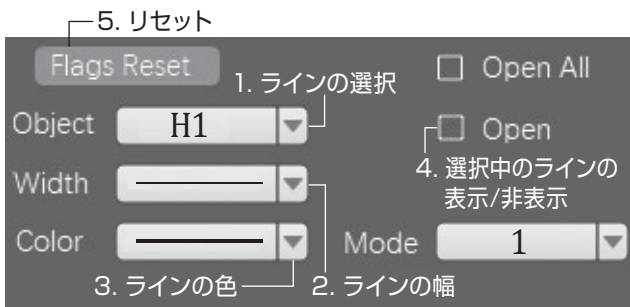 5. リセット
Flags Reset
1. ラインの選択
Open All
Object
H1
Open
4. 選択中のラインの
表示/非表示
Width
Color
Mode
1
3. ラインの色
2. ラインの幅